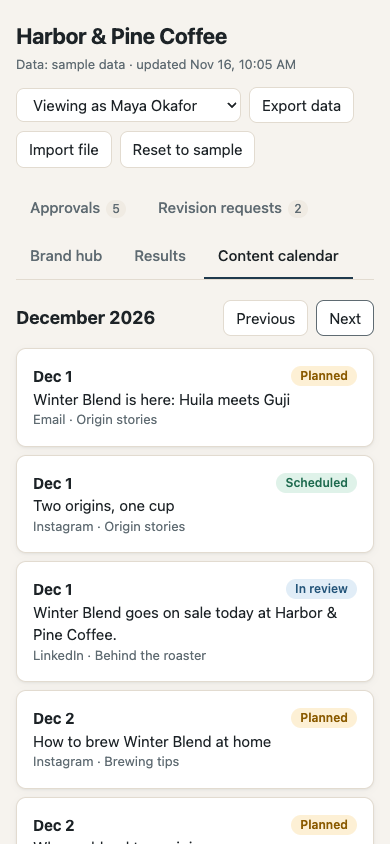 Harbor & Pine Coffee
Data: sample data · updated Nov 16, 10:05 AM
Viewing as Maya Okafor
Export data
Import file
Reset to sample
Approvals 5
Revision requests 2
Brand hub
Results
Content calendar
December 2026
Previous
Next
Dec 1
Planned
Winter Blend is here: Huila meets Guji
Email · Origin stories
Dec 1
Scheduled
Two origins, one cup
Instagram · Origin stories
Dec 1
In review
Winter Blend goes on sale today at Harbor &
Pine Coffee.
LinkedIn · Behind the roaster
Dec 2
Planned
How to brew Winter Blend at home
Instagram · Brewing tips
Dec 2
Planned